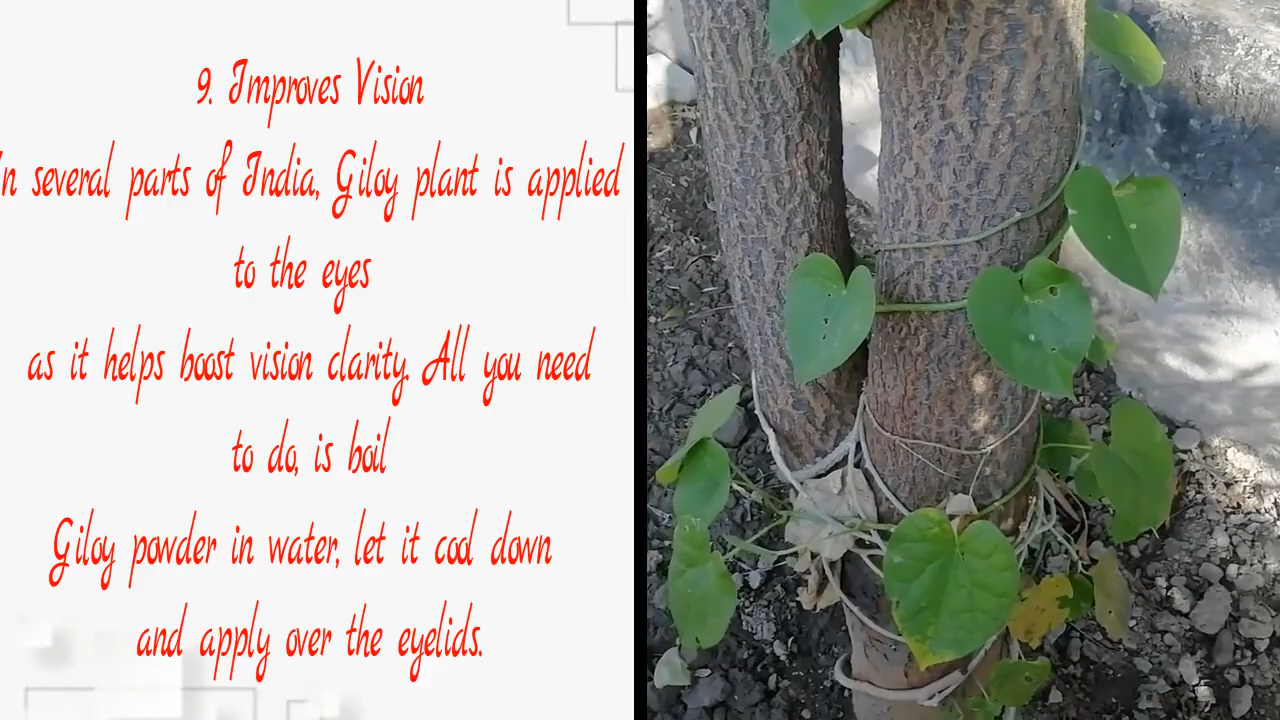 9. Improves Vision
In several parts of India, Giloy plant is applied
to the eyes
as it helps boost vision clarity. All you need
to do, is boil
Giloy powder in water, let it cool down
and apply over the eyelids.